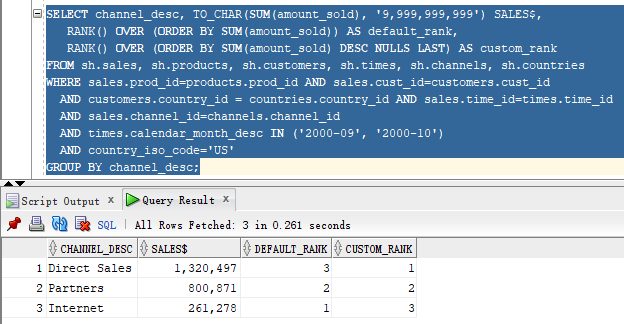 SELECT channel_desc, TO_CHAR(SUM(amount_sold), '9,999,999,999') SALES$,
RANK() OVER (ORDER BY SUM(amount_sold)) AS default_rank,
RANK() OVER (ORDER BY SUM(amount_sold) DESC NULLS LAST) AS custom_rank
FROM sh.sales, sh.products, sh.customers, sh.times, sh.channels, sh.countries
WHERE sales.prod_id=products.prod_id AND sales.cust_id=customers.cust_id
AND customers.country_id = countries.country_id AND sales.time_id=times.time_id
AND sales.channel_id=channels.channel_id
AND times.calendar_month_desc IN ('2000-09', '2000-10')
AND country_iso_code='US'
GROUP BY channel_desc;
Script Output x Query Result x
SQL | All Rows Fetched: 3 in 0.261 seconds
CHANNEL_DESC SALES$ DEFAULT_RANK CUSTOM_RANK
1 Direct Sales 1,320,497 3 1
2 Partners 800,871 2 2
3 Internet 261,278 1 3